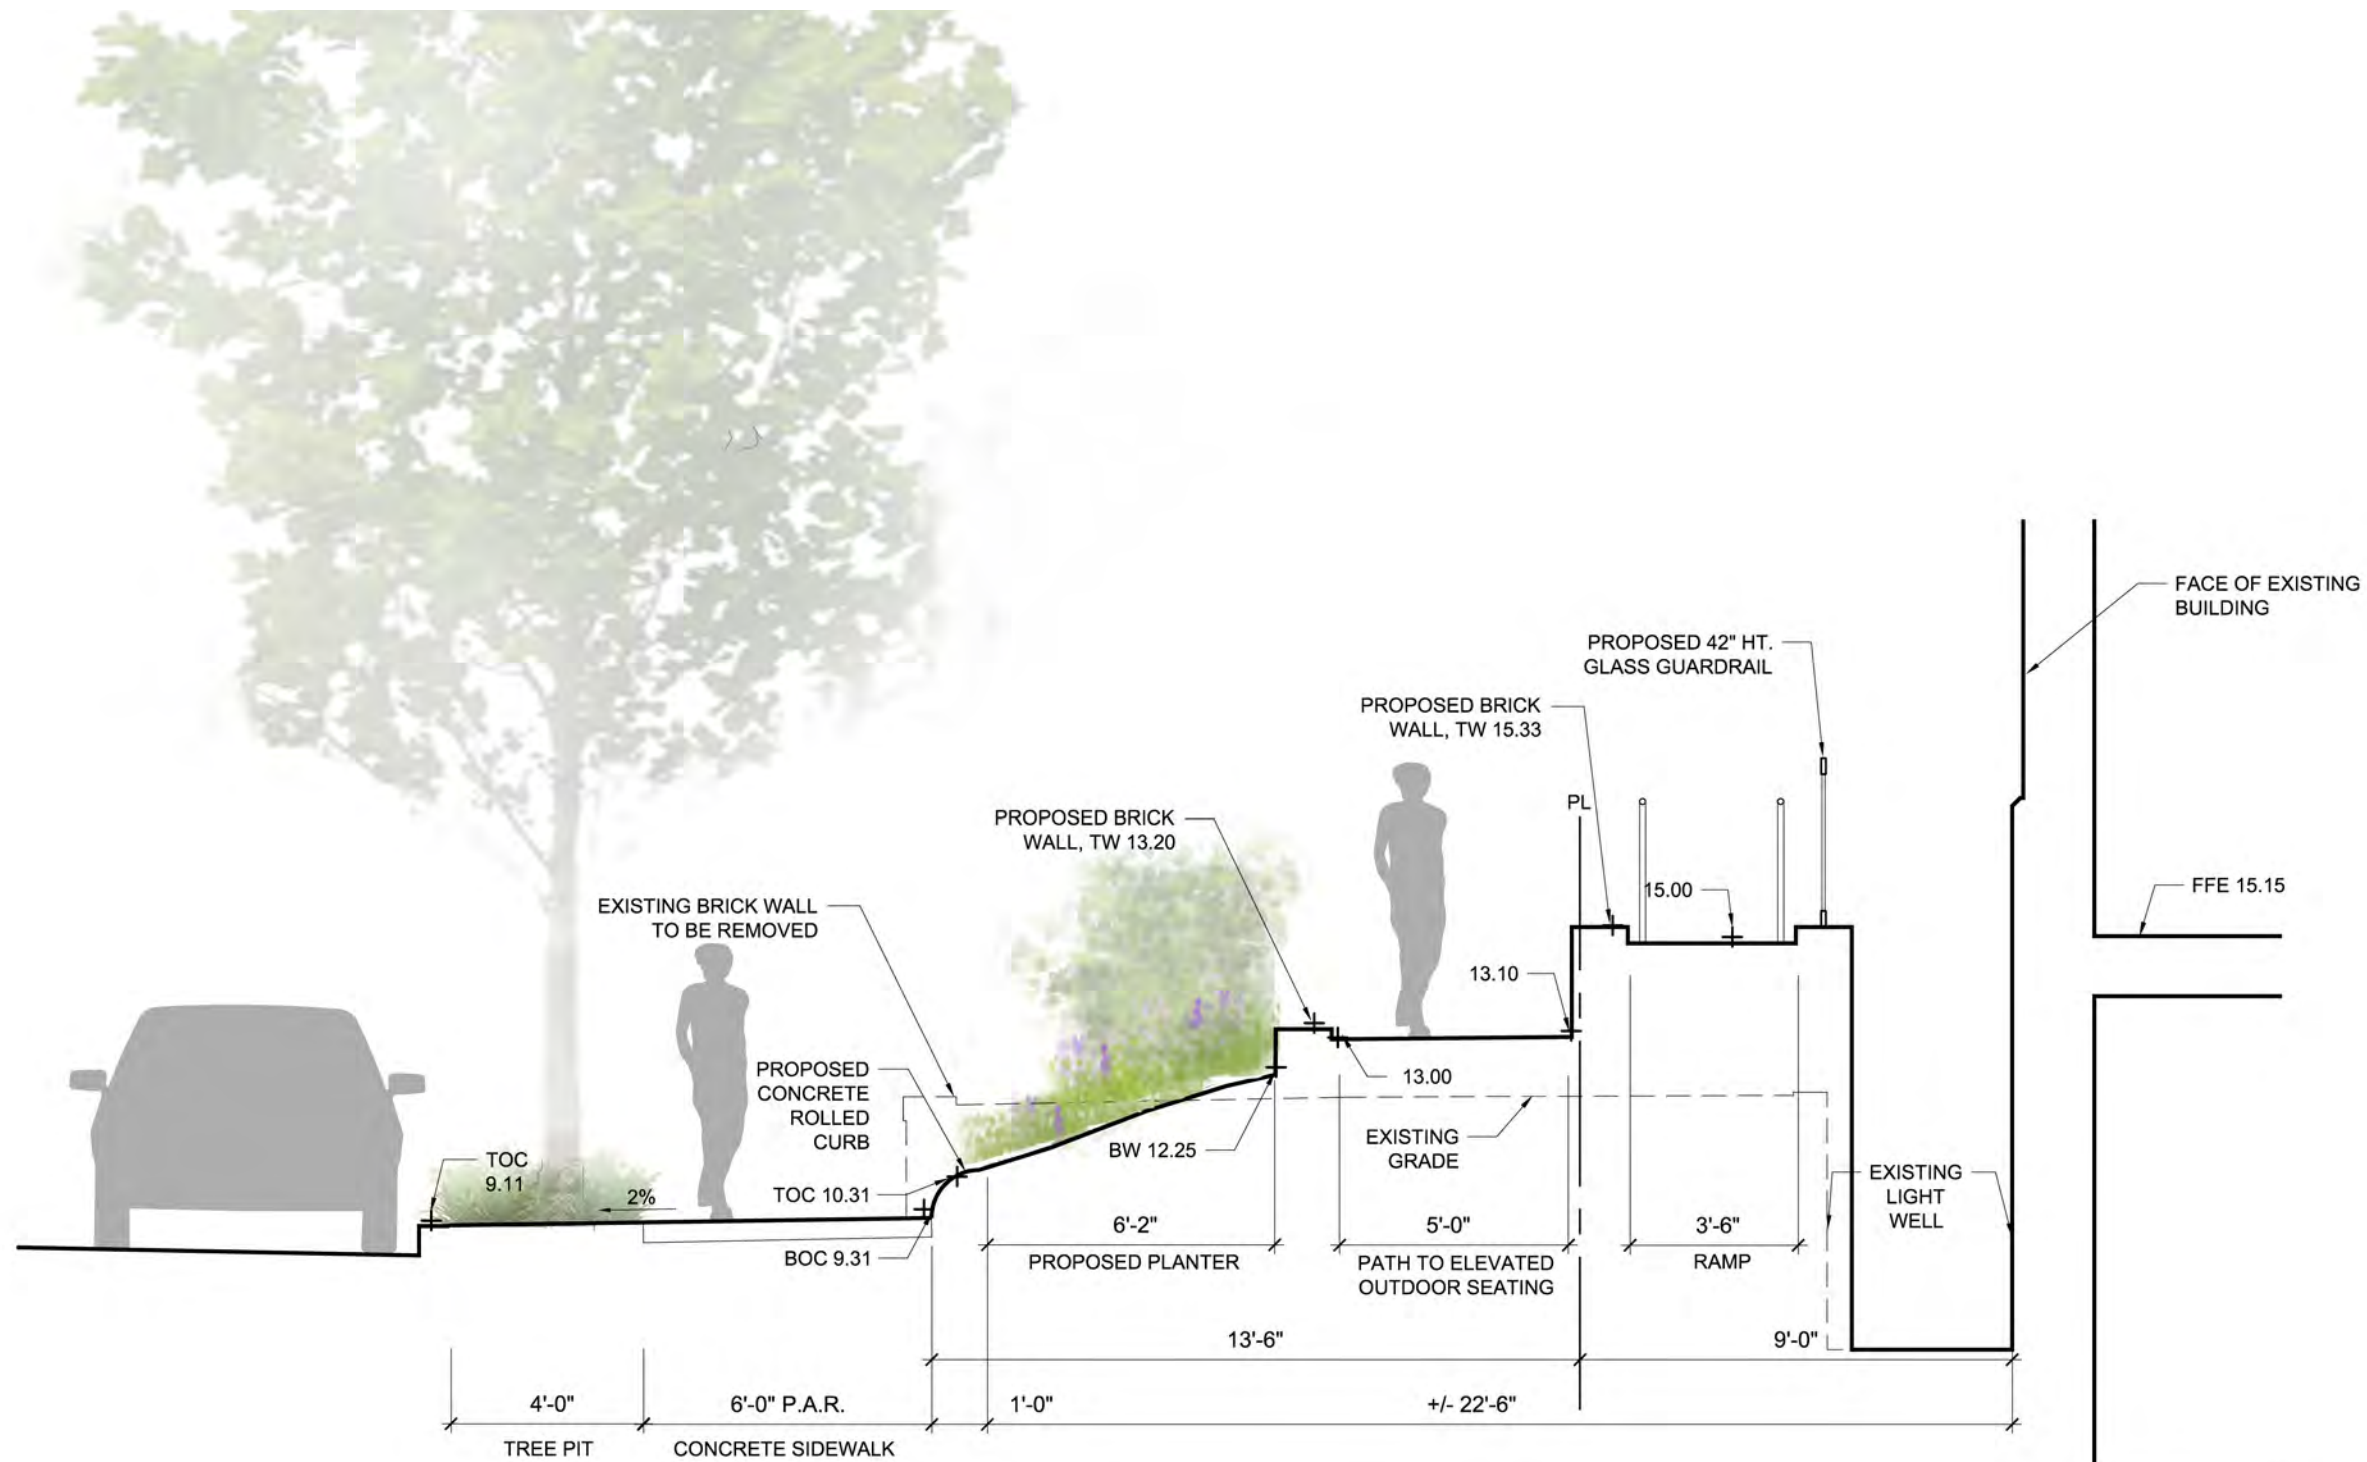 FACE OF EXISTING
BUILDING
PROPOSED 42" HT.
GLASS GUARDRAIL
PROPOSED BRICK
WALL, TW 15.33
PL
PROPOSED BRICK
WALL, TW 13.20
15.00
FFE 15.15
EXISTING BRICK WALL
TO BE REMOVED
13.10
PROPOSED
CONCRETE
ROLLED
CURB
13.00
BW 12.25
EXISTING
GRADE
TOC
9.11
2%
TOC 10.31
EXISTING
LIGHT
WELL
BOC 9.31
6'-2"
PROPOSED PLANTER
5'-0"
PATH TO ELEVATED
OUTDOOR SEATING
3'-6"
RAMP
13'-6"
9'-0"
4'-0"
6'-0" P.A.R.
1'-0"
+/- 22'-6"
TREE PIT
CONCRETE SIDEWALK